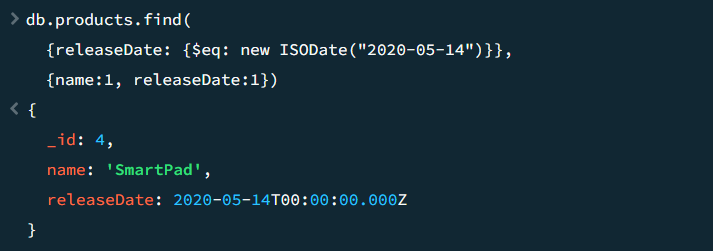 > db.products.find(
{releaseDate: {$eq: new ISODate("2020-05-14")}},
{name:1, releaseDate:1})
< {
_id: 4,
name: 'SmartPad',
releaseDate: 2020-05-14T00:00:00.000Z
}